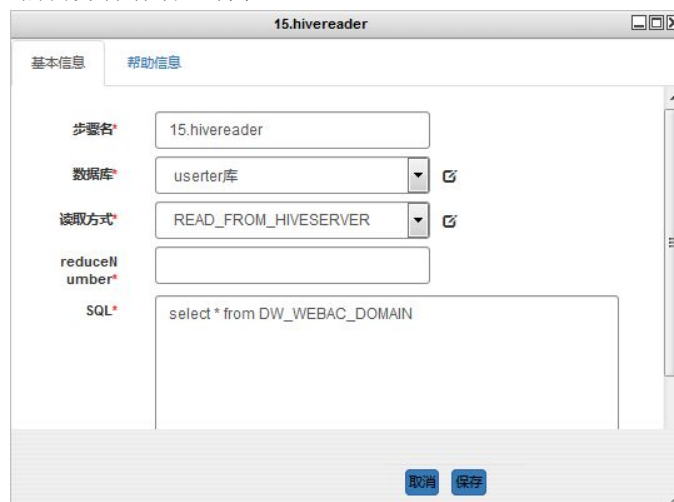 15.hivereader
基本信息 帮助信息
步骤名*
15.hivereader
数据库*
userter库
读取方式*
READ_FROM_HIVESERVER
reduceN
umber*
SQL*
select * from DW_WEBAC_DOMAIN
取消 保存